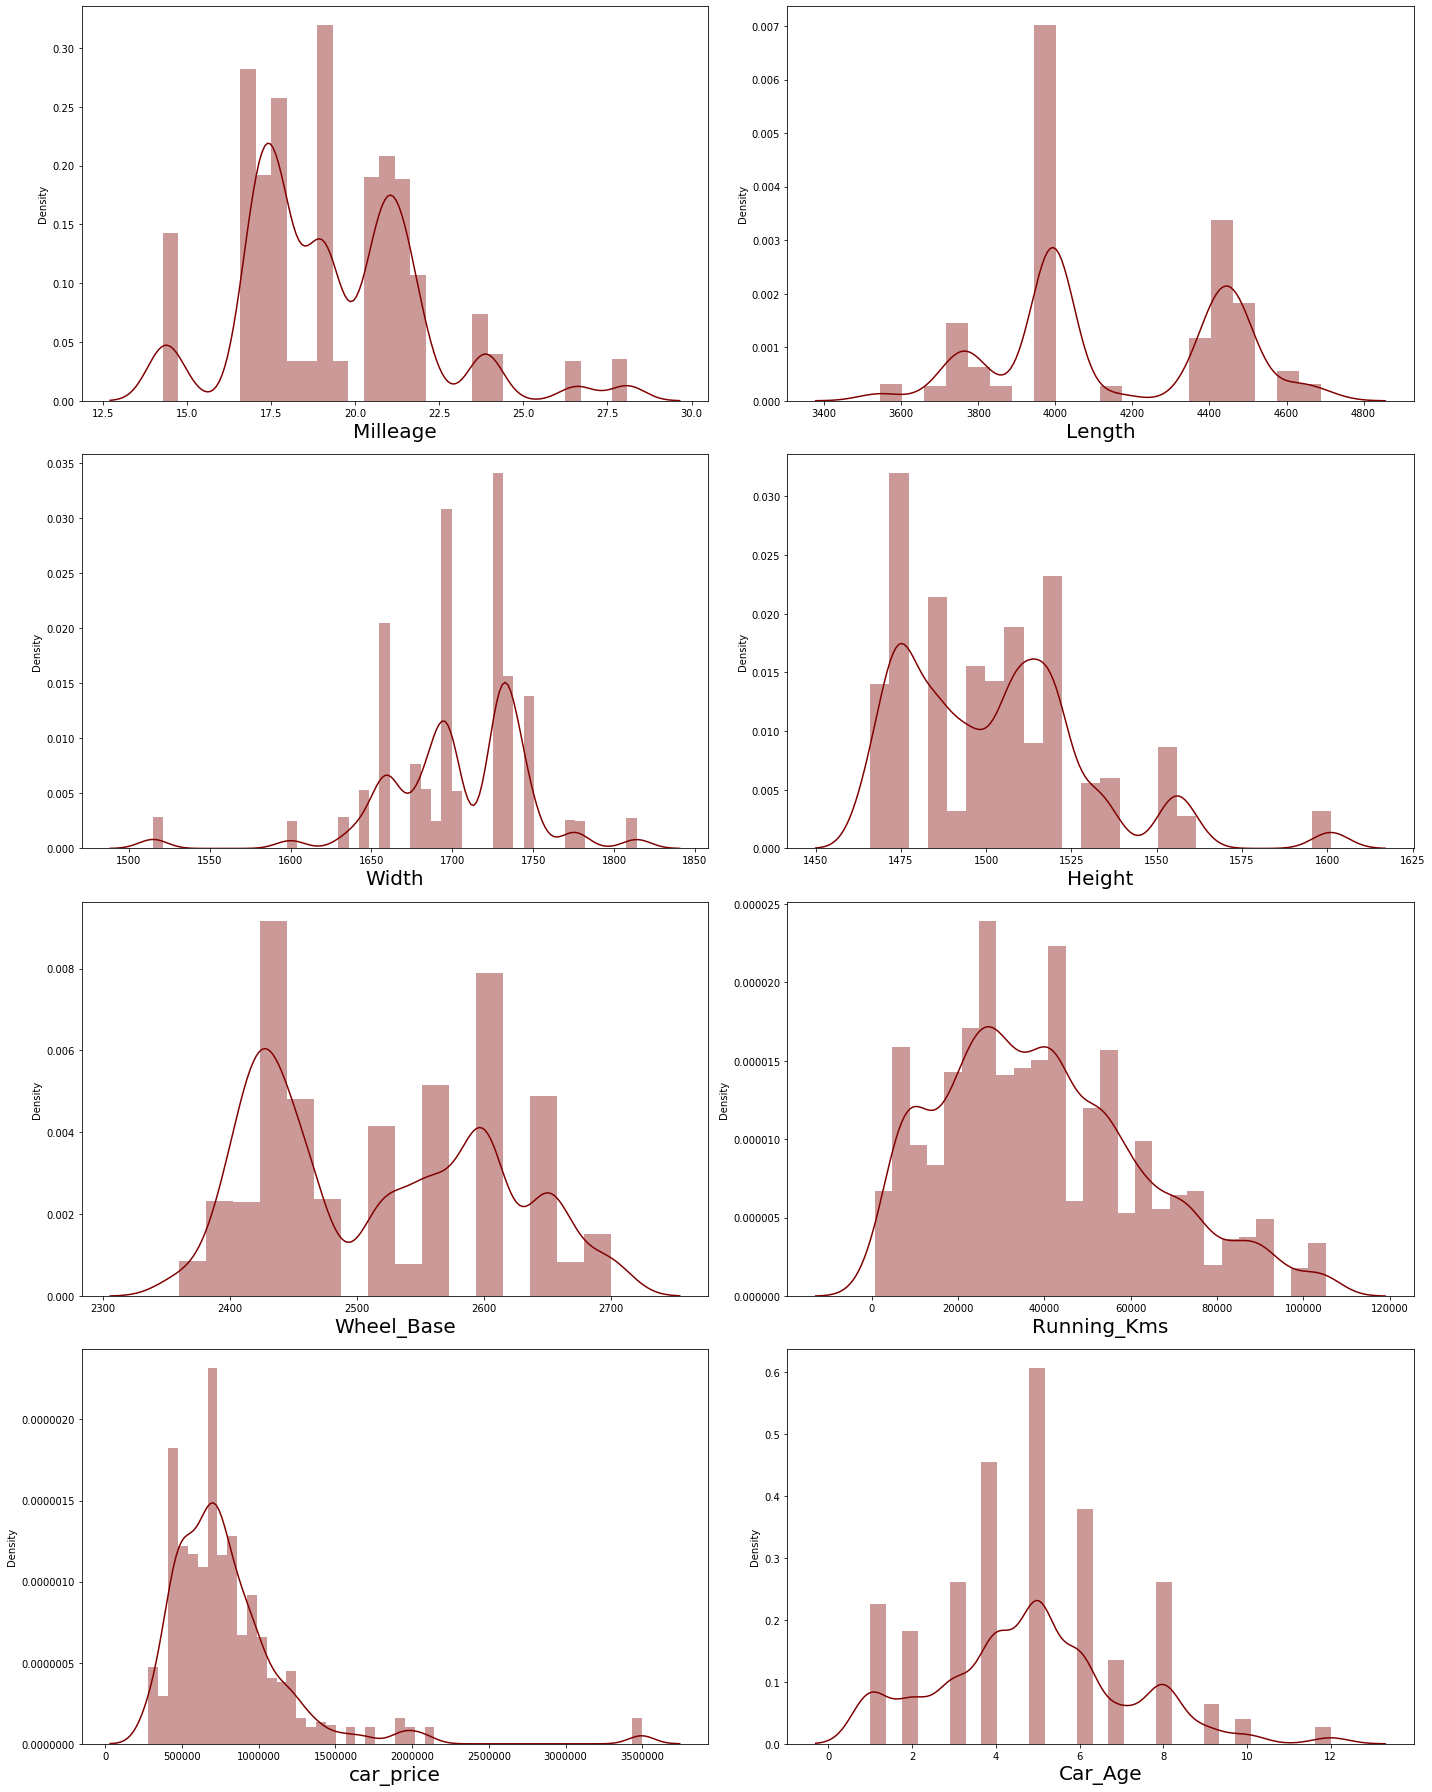 0.30
0.25
0.20
0.15
0.10
0.05
0.00
Density
12.5 15.0 17.5 20.0 22.5 25.0 27.5 30.0
Milleage
0.007
0.006
0.005
0.004
0.003
0.002
0.001
0.000
Density
3400 3600 3800 4000 4200 4400 4600 4800
Length
0.035
0.030
0.025
0.020
0.015
0.010
0.005
0.000
Density
1500 1550 1600 1650 1700 1750 1800 1850
Width
0.030
0.025
0.020
0.015
0.010
0.005
0.000
Density
1450 1475 1500 1525 1550 1575 1600 1625
Height
0.008
0.006
0.004
0.002
0.000
Density
2300 2400 2500 2600 2700
Wheel_Base
0.000025
0.000020
0.000015
0.000010
0.000005
0.000000
Density
0 20000 40000 60000 80000 100000 120000
Running_Kms
0.0000020
0.0000015
0.0000010
0.0000005
0.0000000
Density
0 500000 1000000 1500000 2000000 2500000 3000000 3500000
car_price
0.6
0.5
0.4
0.3
0.2
0.1
0.0
Density
0 2 4 6 8 10 12
Car_Age